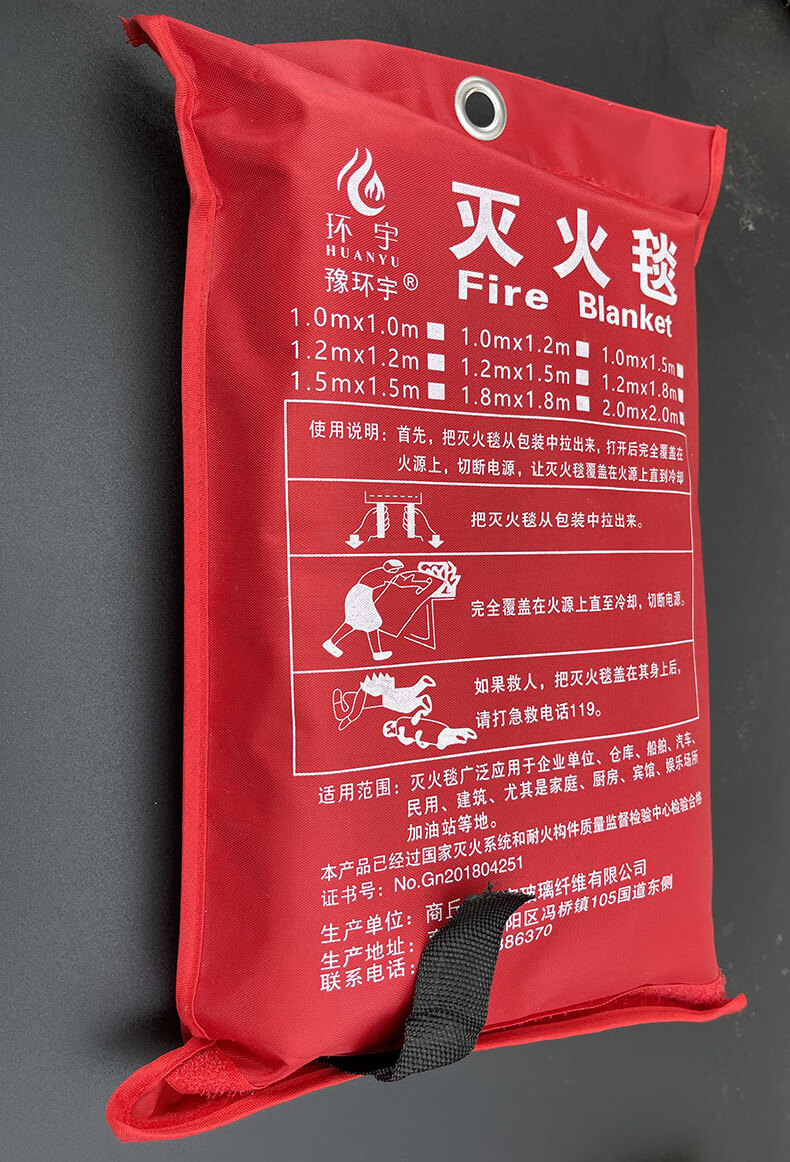 环宇
HUANYU
豫环宇®
灭火毯
Fire Blanket
1.0mx1.0m 1.0mx1.2m 1.0mx1.5m
1.2mx1.2m 1.2mx1.5m 1.2mx1.8m
1.5mx1.5m 1.8mx1.8m 2.0mx2.0m
使用说明：首先，把灭火毯从包装中拉出来，打开后完全覆盖在
火源上，切断电源，让灭火毯覆盖在火源上直到冷却
把灭火毯从包装中拉出来。
完全覆盖在火源上直至冷却，切断电源。
如果救人，把灭火毯盖在其身上后，
请打急救电话119。
适用范围：灭火毯广泛应用于企业单位、仓库、船舶、汽车、
民用、建筑、尤其是家庭、厨房、宾馆、娱乐场所
加油站等地。
本产品已经过国家灭火系统和耐火构件质量监督检验中心检验合格
证书号：No.Gn201804251
生产单位：商丘 玻璃纤维有限公司
生产地址： 阳区冯桥镇105国道东侧
联系电话： 386370